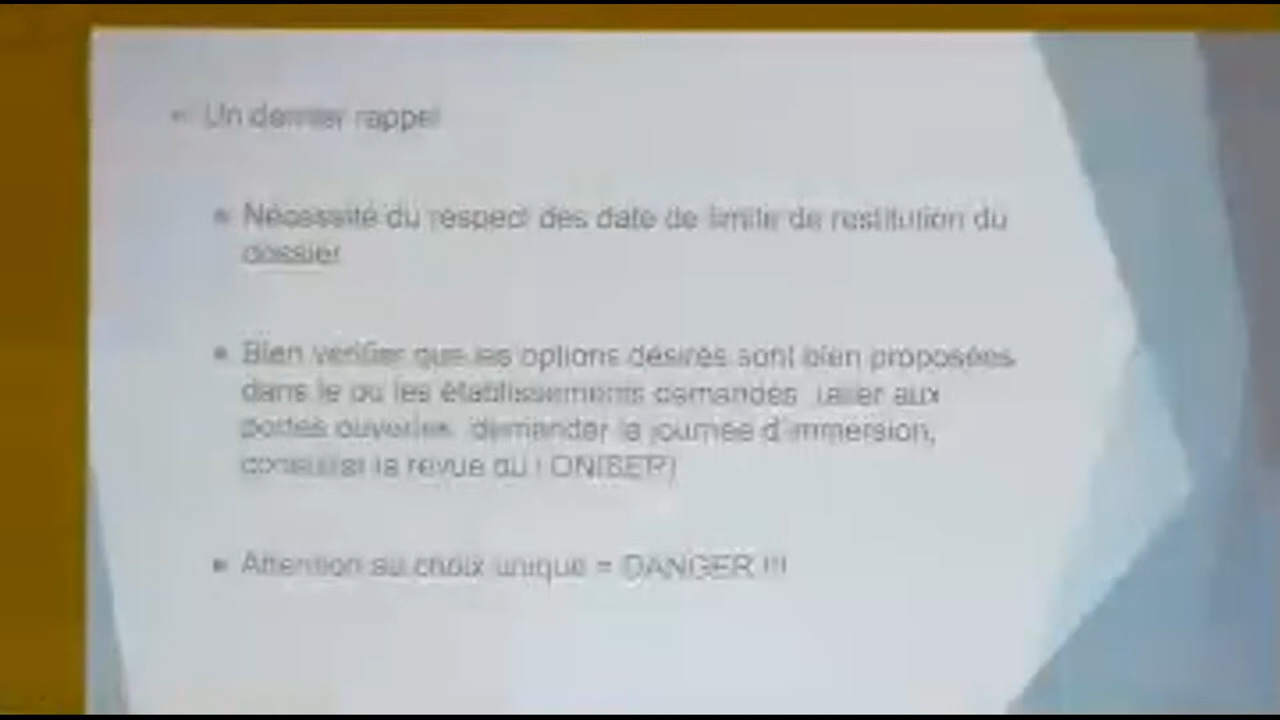 Un dernier rappel
Nécessité du respect des date de limite de restitution du
dossier
Bien vérifier que les options désirés sont bien proposées
dans le ou les établissements demandés (aller aux
portes ouvertes, demander la journée d'immersion,
consulter la revue du l ONISEP)
Attention au choix unique = DANGER !!!